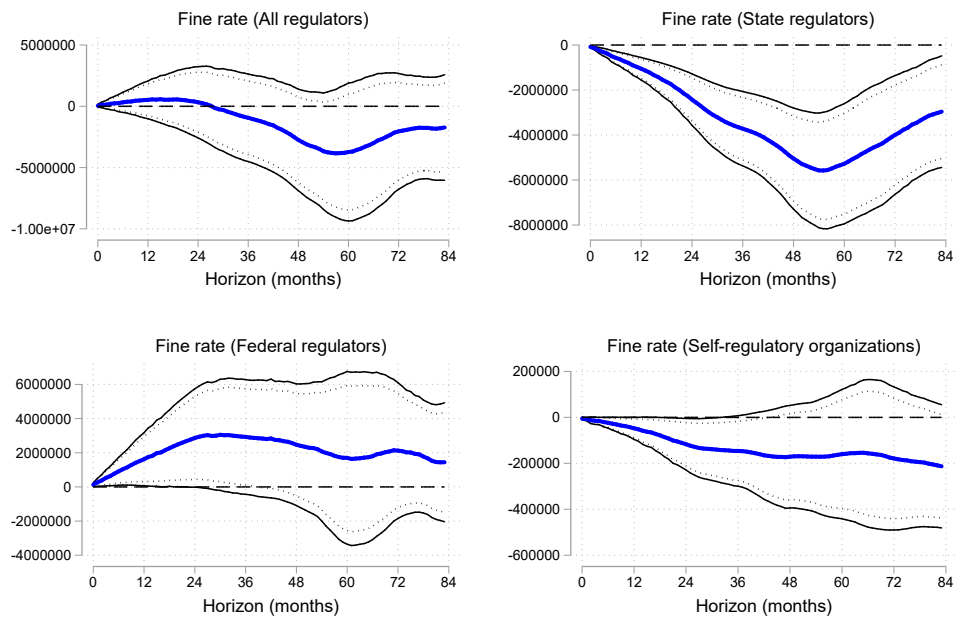 Fine rate (All regulators)
5000000
0
-5000000
-1.00e+07
0 12 24 36 48 60 72 84
Horizon (months)
Fine rate (State regulators)
0
-2000000
-4000000
-6000000
-8000000
0 12 24 36 48 60 72 84
Horizon (months)
Fine rate (Federal regulators)
6000000
4000000
2000000
0
-2000000
-4000000
0 12 24 36 48 60 72 84
Horizon (months)
Fine rate (Self-regulatory organizations)
200000
0
-200000
-400000
-600000
0 12 24 36 48 60 72 84
Horizon (months)